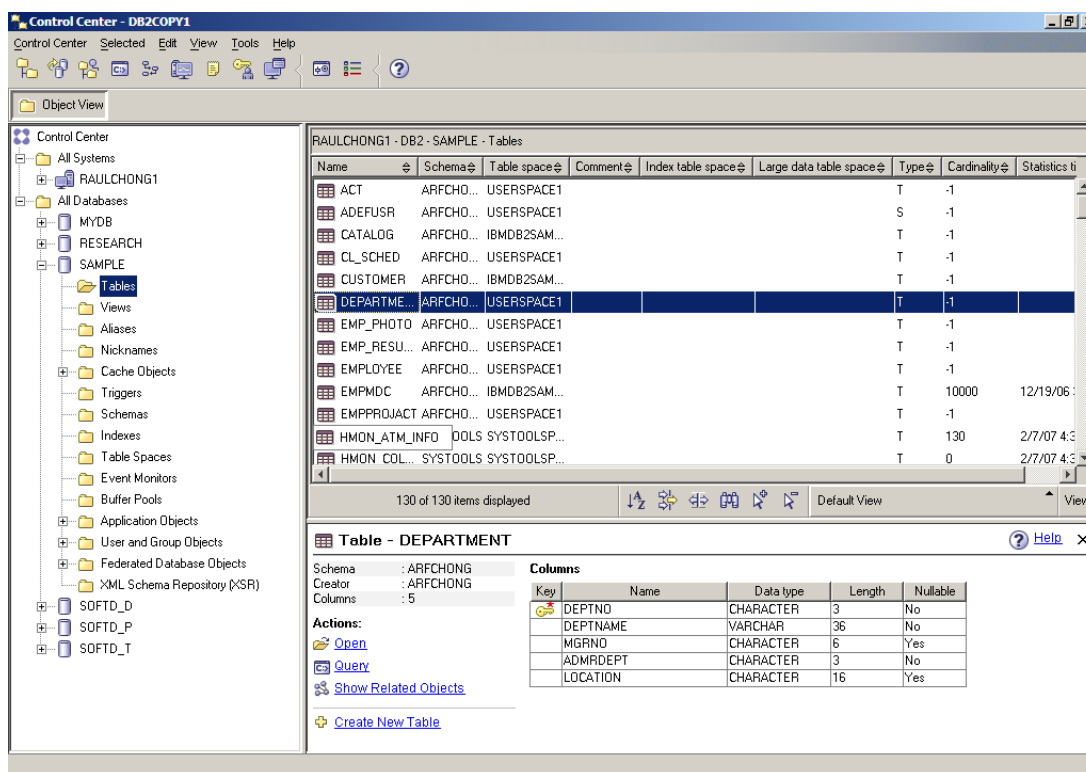 Control Center - DB2COPY1
Control Center Selected Edit View Tools Help
Object View
Control Center
All Systems
RAULCHONG1
All Databases
MYDB
RESEARCH
SAMPLE
Tables
Views
Aliases
Nicknames
Cache Objects
Triggers
Schemas
Indexes
Table Spaces
Event Monitors
Buffer Pools
Application Objects
User and Group Objects
Federated Database Objects
XML Schema Repository (XSR)
SOFTD_D
SOFTD_P
SOFTD_T
RAULCHONG1 - DB2 - SAMPLE - Tables
Name Schema Table space Comment Index table space Large data table space Type Cardinality Statistics ti
ACT ARFCHO... USERSPACE1 T -1
ADEFUSR ARFCHO... USERSPACE1 S -1
CATALOG ARFCHO... IBMDB2SAM... T -1
CL_SCHED ARFCHO... USERSPACE1 T -1
CUSTOMER ARFCHO... IBMDB2SAM... T -1
DEPARTME... ARFCHO... USERSPACE1 T -1
EMP_PHOTO ARFCHO... USERSPACE1 T -1
EMP_RESU... ARFCHO... USERSPACE1 T -1
EMPLOYEE ARFCHO... USERSPACE1 T -1
EMPMDC ARFCHO... IBMDB2SAM... T 10000 12/19/06
EMPPROJACT ARFCHO... USERSPACE1 T -1
HMON_ATM_INFO OOLS SYSTOOLSP... T 130 2/7/07 4:3
HMON_COL... SYSTOOLS SYSTOOLSP... T 0 2/7/07 4:3
130 of 130 items displayed Default View View
Table - DEPARTMENT Help
Schema : ARFCHONG
Creator : ARFCHONG
Columns : 5
Actions:
Open
Query
Show Related Objects
Create New Table
Columns
Key Name Data type Length Nullable
DEPTNO CHARACTER 3 No
DEPTNAME VARCHAR 36 No
MGRNO CHARACTER 6 Yes
ADMRDEPT CHARACTER 3 No
LOCATION CHARACTER 16 Yes